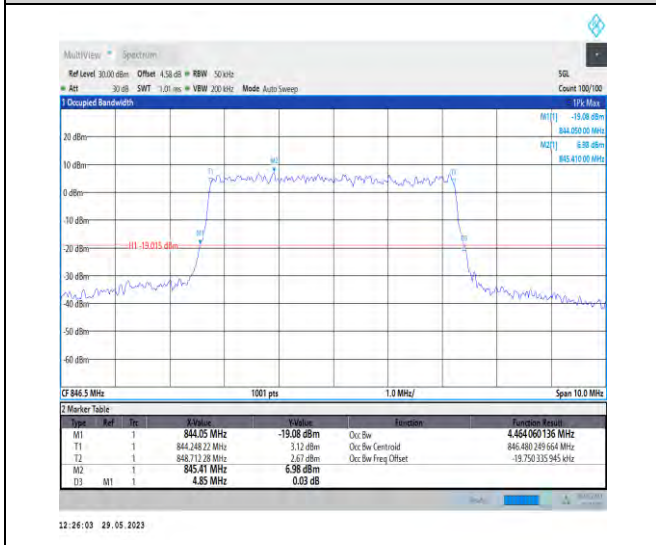 MultiView Spectrum
Ref Level 30.00 dBm Offset 4.58 dB RBW 50 kHz SGL
Att 30 dB SWT 1.01 ms VBW 200 kHz Mode Auto Sweep Count 100/100
1 Occupied Bandwidth 1Pk Max
M1[1] -19.08 dBm
844.050 00 MHz
M2[1] 6.98 dBm
845.410 00 MHz
20 dBm
10 dBm
M2
T1 T2
0 dBm
-10 dBm
M1 D3
-20 dBm H1 -19.015 dBm
-30 dBm
-40 dBm
-50 dBm
-60 dBm
CF 846.5 MHz 1001 pts 1.0 MHz/ Span 10.0 MHz
2 Marker Table
Type Ref Trc X-Value Y-Value Function Function Result
M1 1 844.05 MHz -19.08 dBm Occ Bw 4.464 060 136 MHz
T1 1 844.248 22 MHz 3.12 dBm Occ Bw Centroid 846.480 249 664 MHz
T2 1 848.712 28 MHz 2.67 dBm Occ Bw Freq Offset -19.750 335 945 kHz
M2 1 845.41 MHz 6.98 dBm
D3 M1 1 4.85 MHz 0.03 dB
12:26:03 29.05.2023